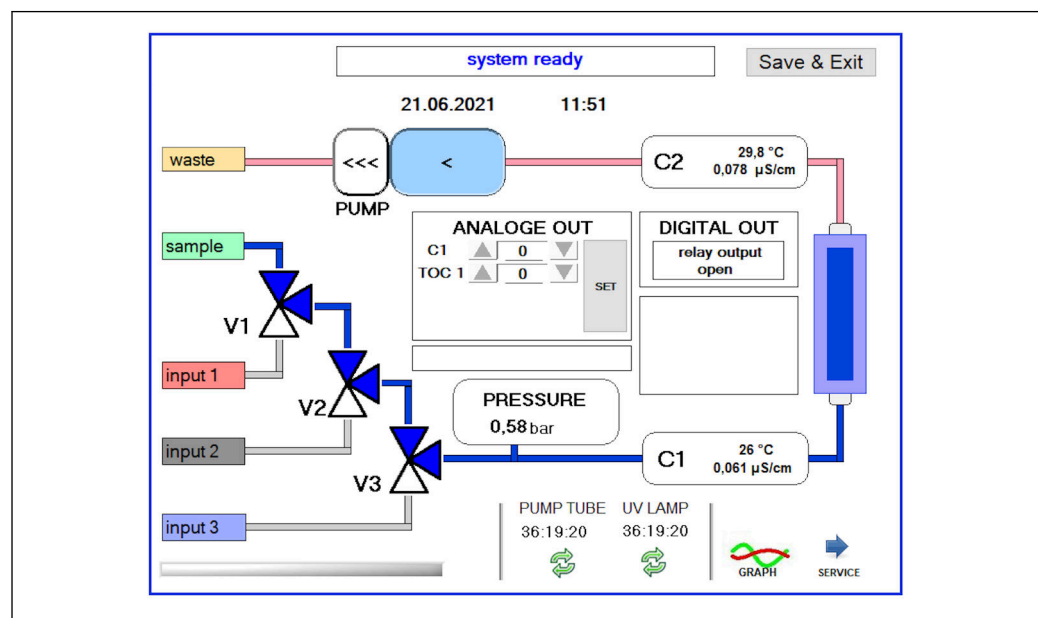 system ready
Save & Exit
21.06.2021 11:51
waste
<<<
<
PUMP
C2
29,8 °C
0,078 µS/cm
sample
ANALOGE OUT
C1 0
TOC 1 0
SET
DIGITAL OUT
relay output
open
V1
input 1
V2
PRESSURE
0,58 bar
input 2
V3
C1
26 °C
0,061 µS/cm
input 3
PUMP TUBE UV LAMP
36:19:20 36:19:20
GRAPH
SERVICE